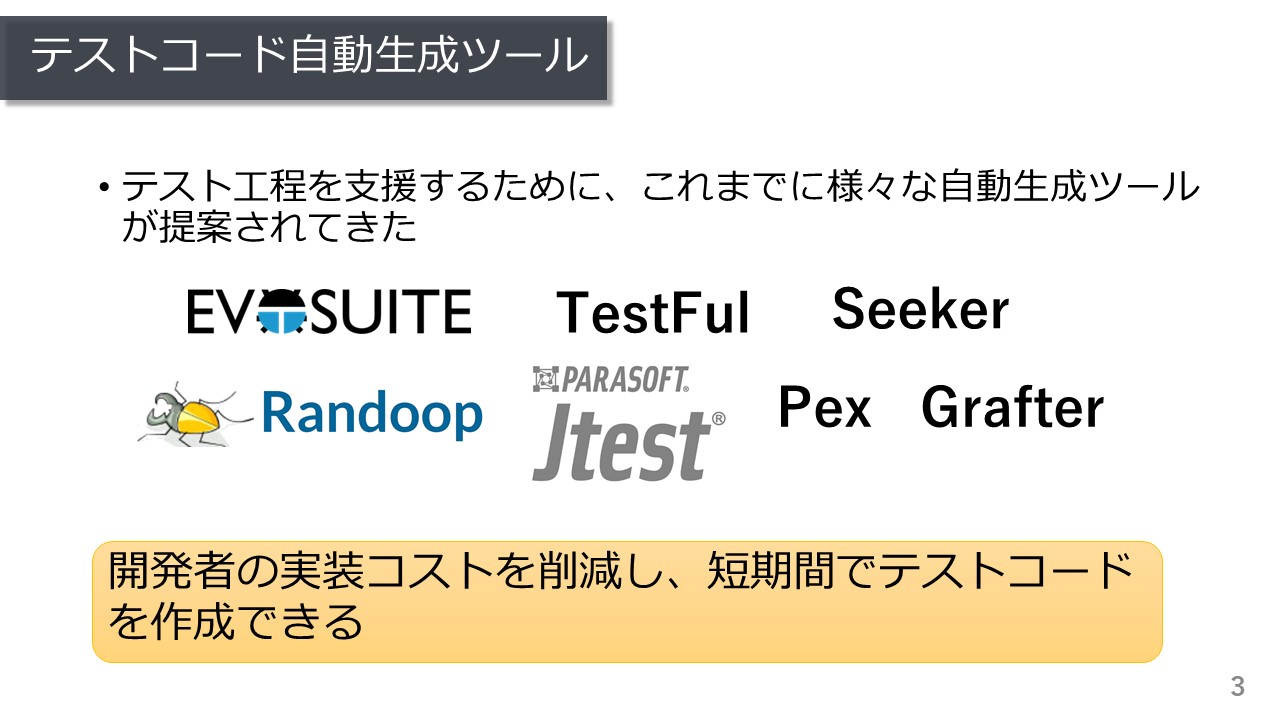 テストコード自動生成ツール
• テスト工程を支援するために、これまでに様々な自動生成ツール
が提案されてきた
EVOSUITE TestFul Seeker
Randoop PARASOFT® Jtest® Pex Grafter
開発者の実装コストを削減し、短期間でテストコード
を作成できる
3